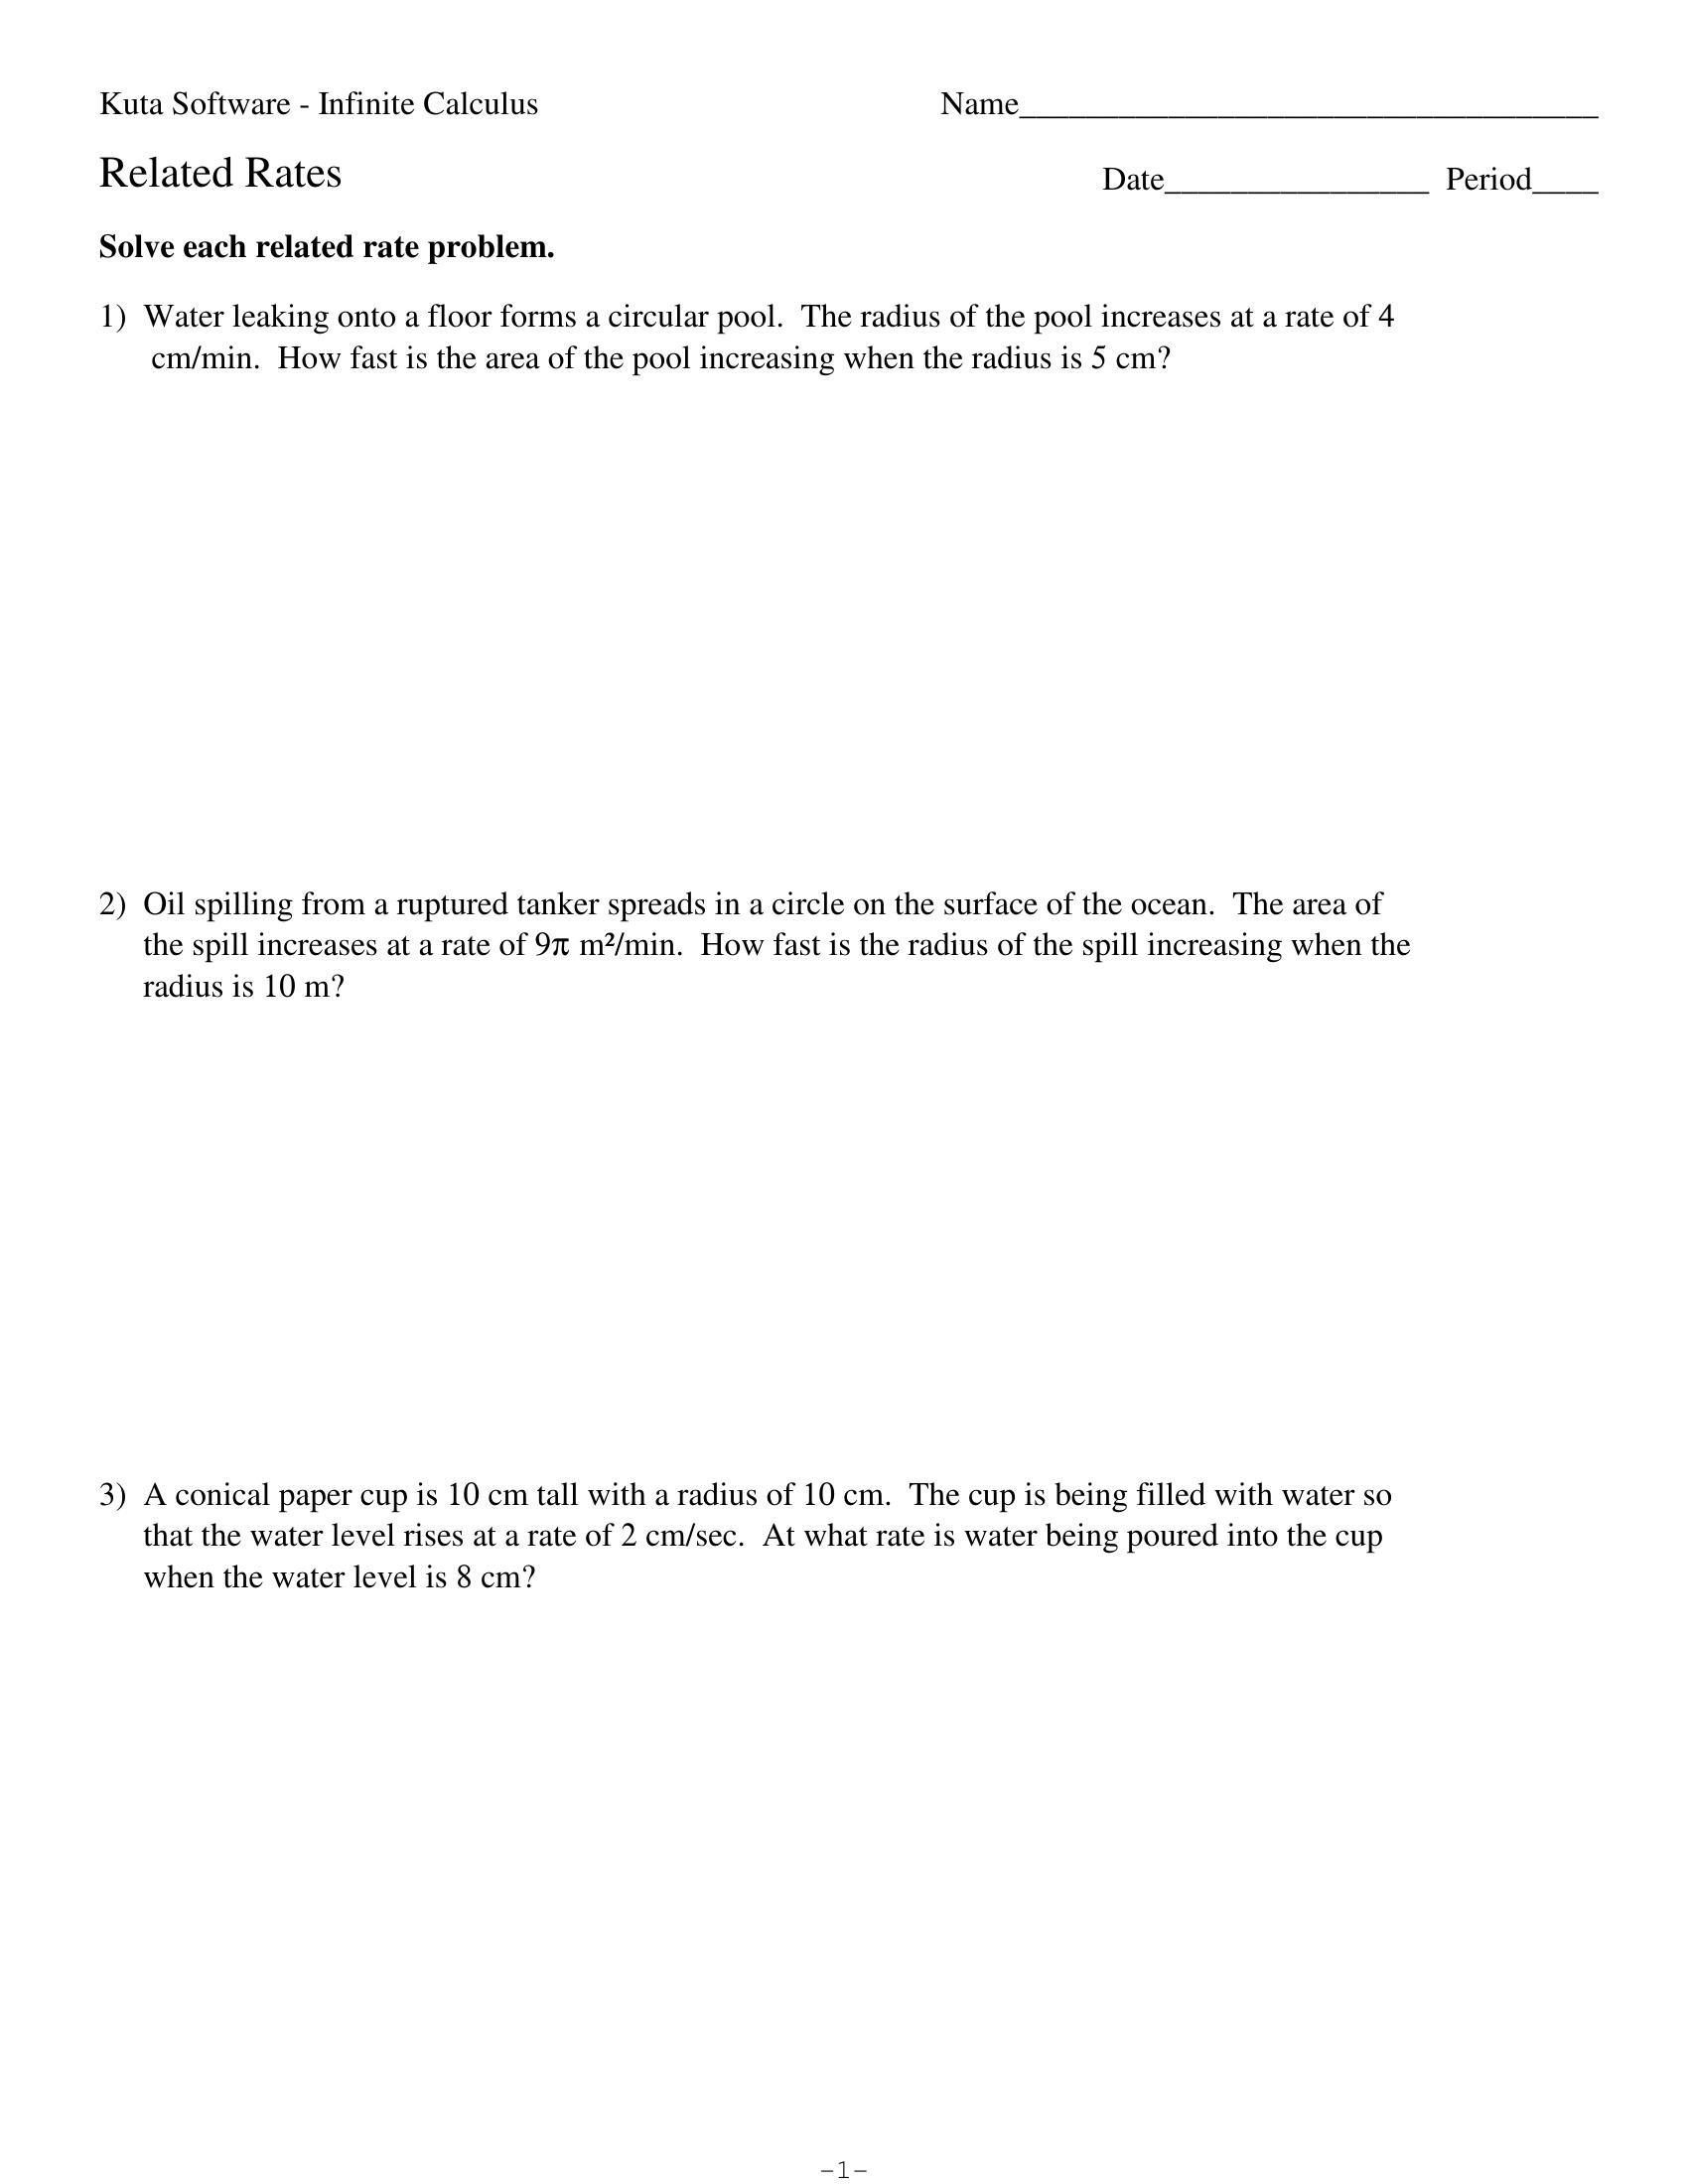 Kuta Software - Infinite Calculus
Name___________________________________
Related Rates
Date________________ Period____
Solve each related rate problem.
1) Water leaking onto a floor forms a circular pool. The radius of the pool increases at a rate of 4
cm/min. How fast is the area of the pool increasing when the radius is 5 cm?
2) Oil spilling from a ruptured tanker spreads in a circle on the surface of the ocean. The area of
the spill increases at a rate of 9π m²/min. How fast is the radius of the spill increasing when the
radius is 10 m?
3) A conical paper cup is 10 cm tall with a radius of 10 cm. The cup is being filled with water so
that the water level rises at a rate of 2 cm/sec. At what rate is water being poured into the cup
when the water level is 8 cm?
-1-